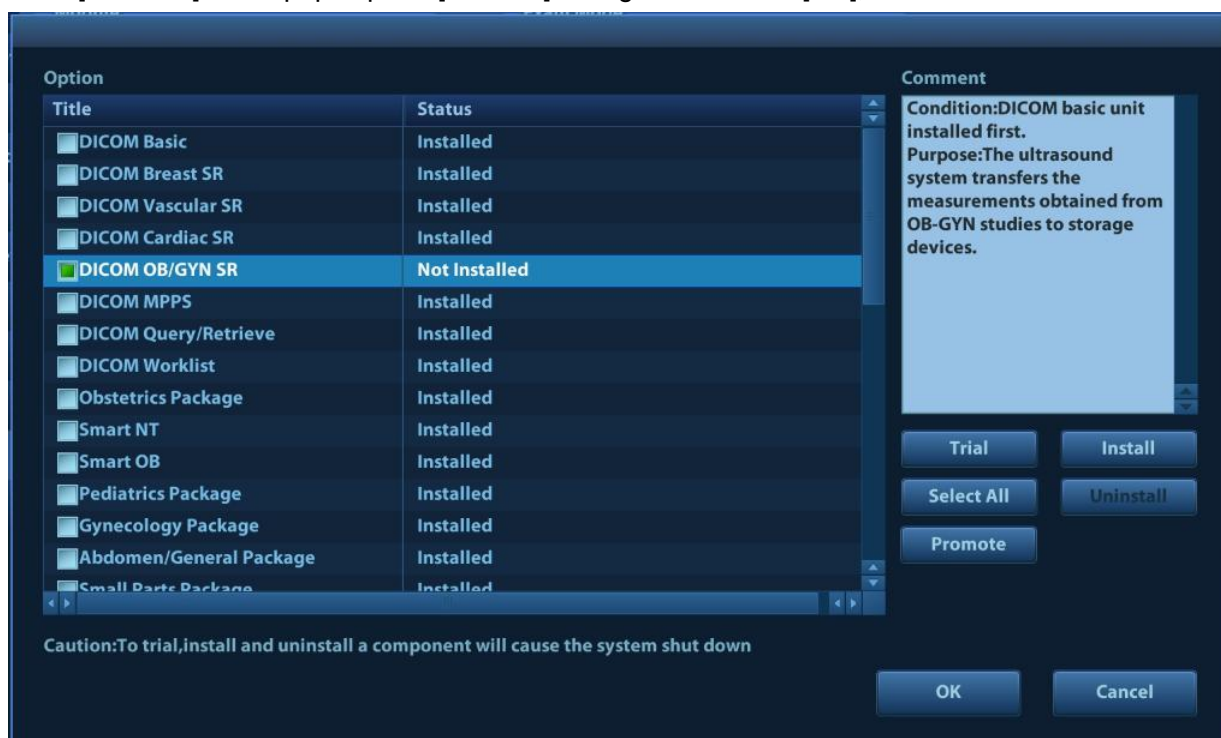 Option
Comment
Title Status
DICOM Basic Installed
DICOM Breast SR Installed
DICOM Vascular SR Installed
DICOM Cardiac SR Installed
DICOM OB/GYN SR Not Installed
DICOM MPPS Installed
DICOM Query/Retrieve Installed
DICOM Worklist Installed
Obstetrics Package Installed
Smart NT Installed
Smart OB Installed
Pediatrics Package Installed
Gynecology Package Installed
Abdomen/General Package Installed
Small Parts Package Installed
Condition:DICOM basic unit
installed first.
Purpose:The ultrasound
system transfers the
measurements obtained from
OB-GYN studies to storage
devices.
Trial Install
Select All Uninstall
Promote
Caution:To trial,install and uninstall a component will cause the system shut down
OK Cancel